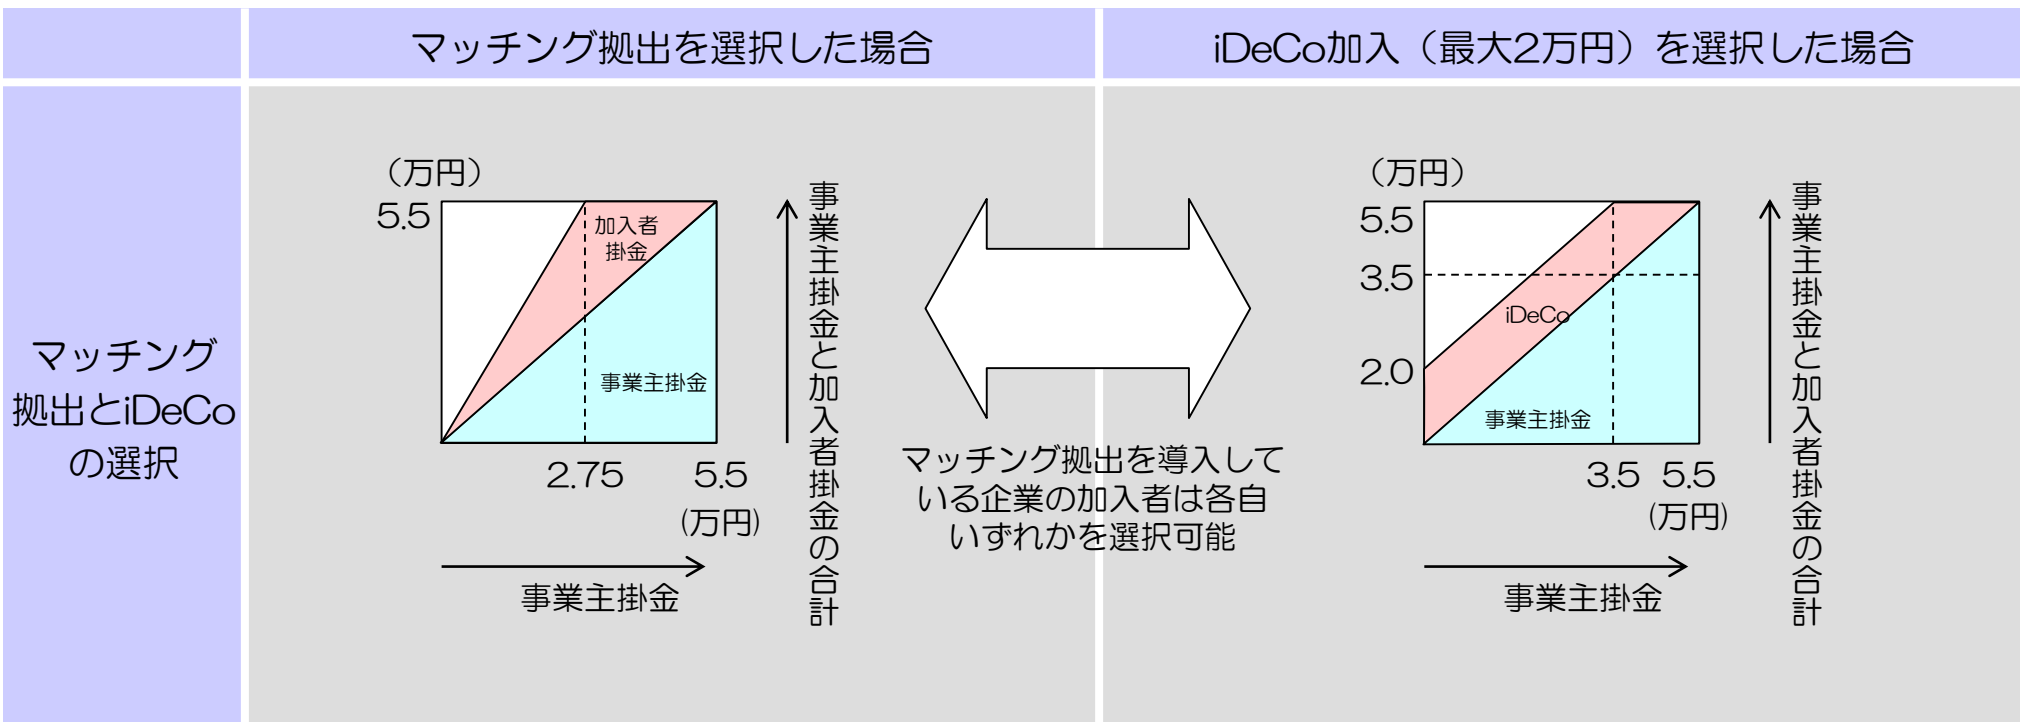 マッチング拠出を選択した場合
iDeCo加入（最大2万円）を選択した場合
マッチング
拠出とiDeCo
の選択
（万円）
5.5
加入者
掛金
事業主掛金
2.75
5.5
(万円)
事業主掛金
事業主掛金と加入者掛金の合計
マッチング拠出を導入して
いる企業の加入者は各自
いずれかを選択可能
（万円）
5.5
3.5
2.0
iDeCo
事業主掛金
3.5
5.5
(万円)
事業主掛金
事業主掛金と加入者掛金の合計